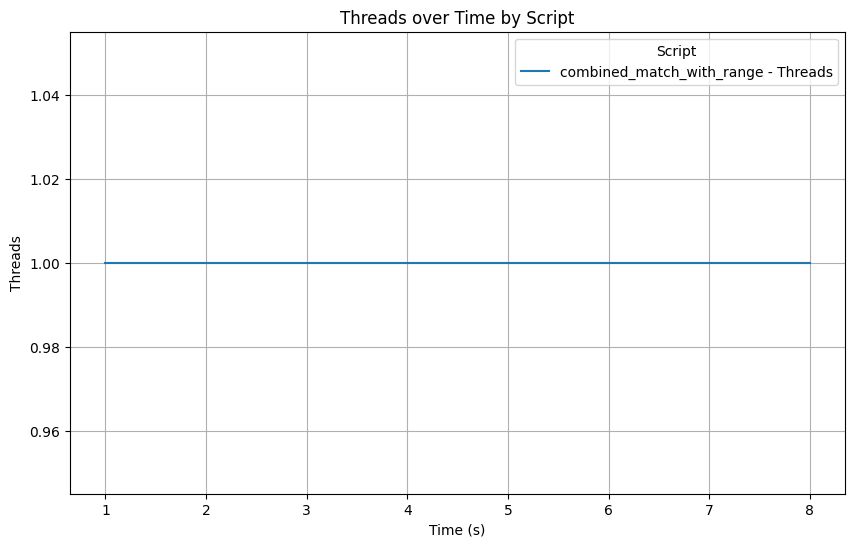 Threads over Time by Script
Script
combined_match_with_range - Threads
Threads
1.04
1.02
1.00
0.98
0.96
1 2 3 4 5 6 7 8
Time (s)